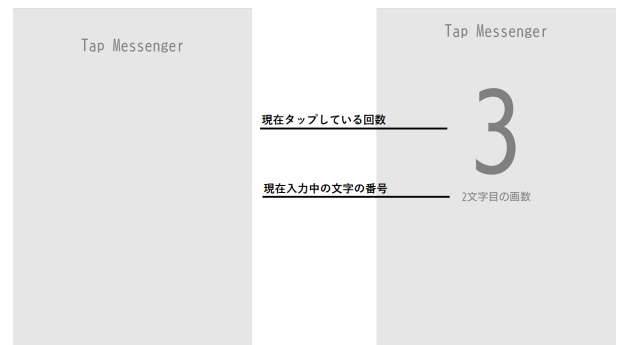 Tap Messenger
Tap Messenger
現在タップしている回数
3
現在入力中の文字の番号
2文字目の画数